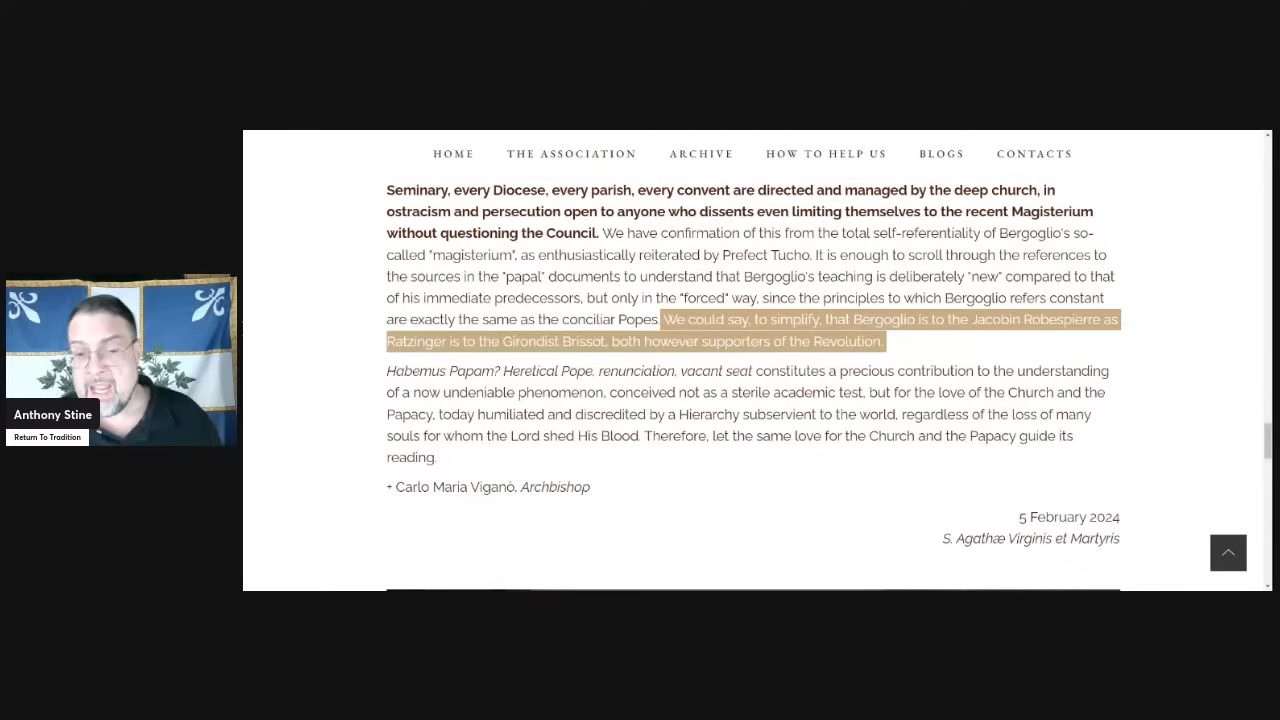 HOME THE ASSOCIATION ARCHIVE HOW TO HELP US BLOGS CONTACTS
Seminary, every Diocese, every parish, every convent are directed and managed by the deep church, in
ostracism and persecution open to anyone who dissents even limiting themselves to the recent Magisterium
without questioning the Council. We have confirmation of this from the total self-referentiality of Bergoglio's so-
called "magisterium", as enthusiastically reiterated by Prefect Tucho. It is enough to scroll through the references to
the sources in the "papal" documents to understand that Bergoglio's teaching is deliberately "new" compared to that
of his immediate predecessors, but only in the "forced" way, since the principles to which Bergoglio refers constant
are exactly the same as the conciliar Popes. We could say, to simplify, that Bergoglio is to the Jacobin Robespierre as
Ratzinger is to the Girondist Brissot, both however supporters of the Revolution.
Habemus Papam? Heretical Pope, renunciation, vacant seat constitutes a precious contribution to the understanding
of a now undeniable phenomenon, conceived not as a sterile academic test, but for the love of the Church and the
Papacy, today humiliated and discredited by a Hierarchy subservient to the world, regardless of the loss of many
souls for whom the Lord shed His Blood. Therefore, let the same love for the Church and the Papacy guide its
reading.
+ Carlo Maria Viganò, Archbishop
5 February 2024
S. Agathæ Virginis et Martyris
Anthony Stine
Return To Tradition